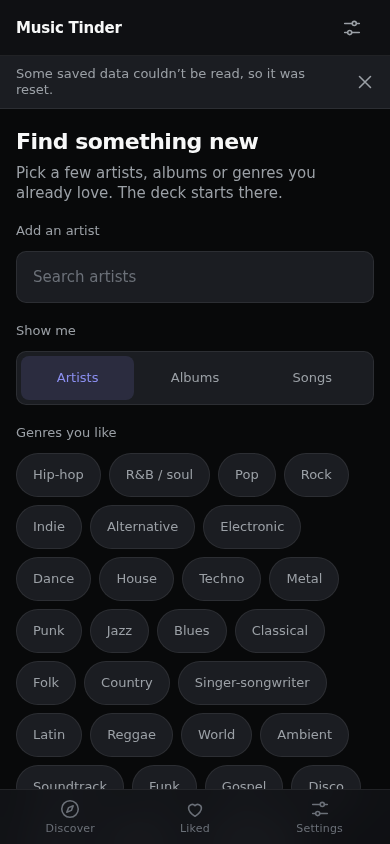 Music Tinder
Some saved data couldn’t be read, so it was
reset.
Find something new
Pick a few artists, albums or genres you
already love. The deck starts there.
Add an artist
Search artists
Show me
Artists Albums Songs
Genres you like
Hip-hop R&B / soul Pop Rock
Indie Alternative Electronic
Dance House Techno Metal
Punk Jazz Blues Classical
Folk Country Singer-songwriter
Latin Reggae World Ambient
Soundtrack Funk Gospel Disco
Discover Liked Settings